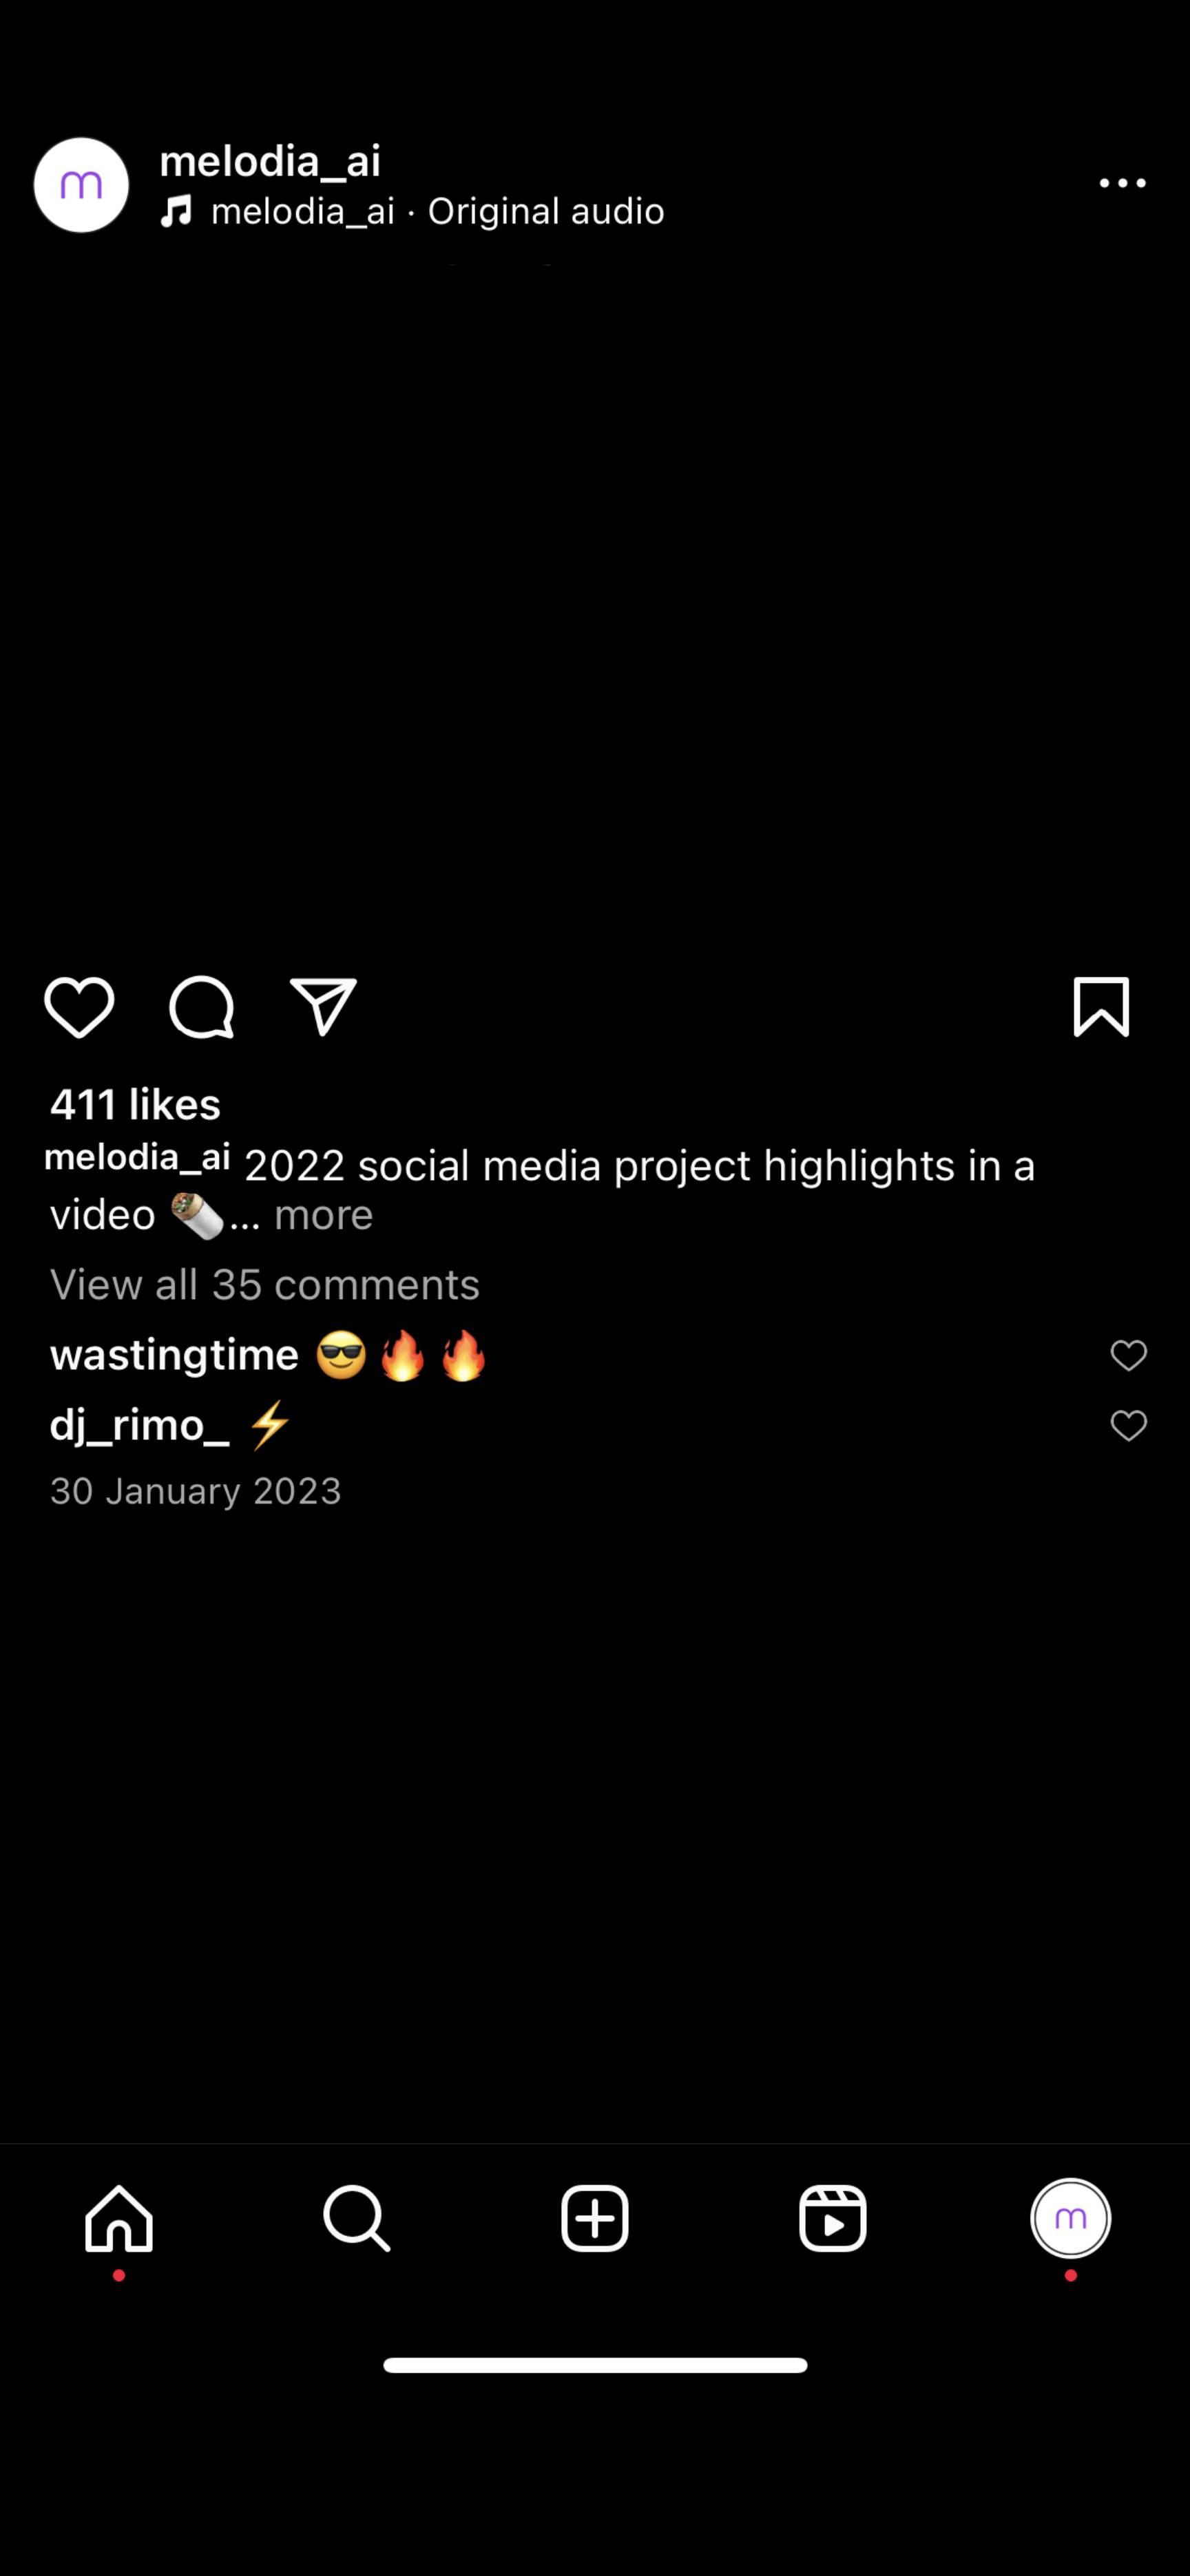 m
melodia_ai
melodia_ai · Original audio
411 likes
melodia_ai 2022 social media project highlights in a
video 🌯... more
View all 35 comments
wastingtime 😎🔥🔥
dj_rimo_ ⚡
30 January 2023
m